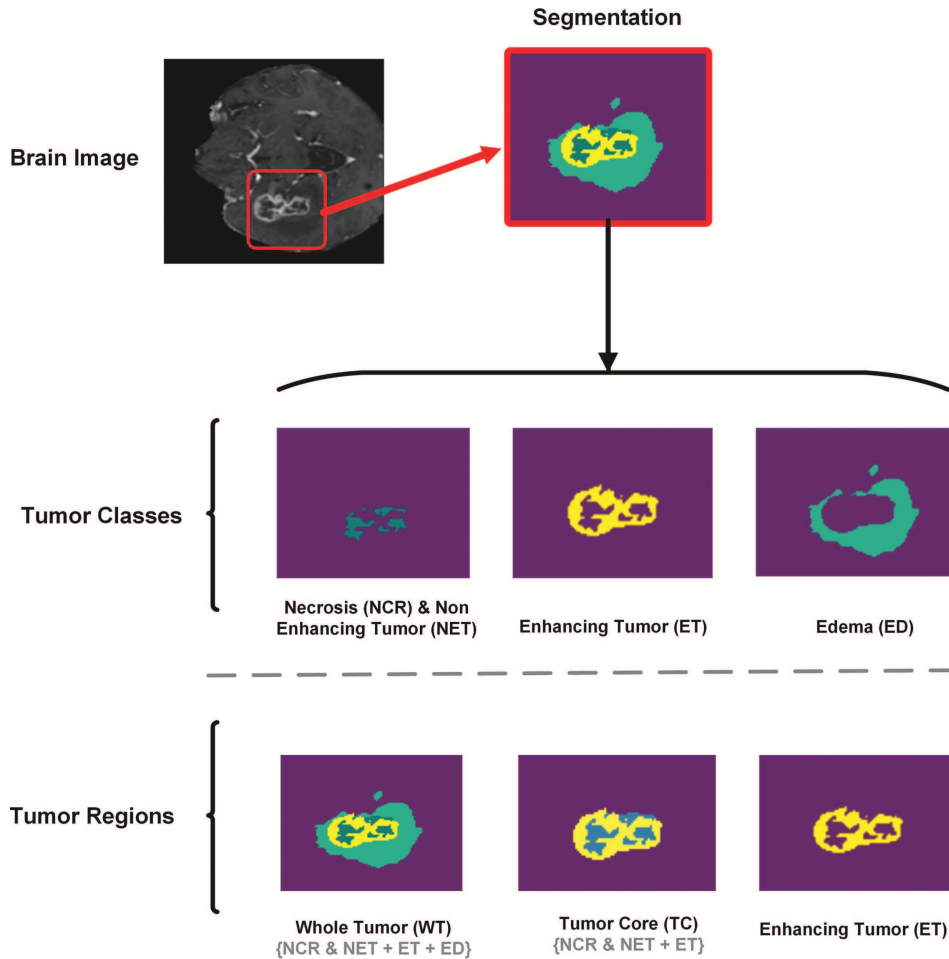 Segmentation
Brain Image
Tumor Classes
Necrosis (NCR) & Non
Enhancing Tumor (NET)
Enhancing Tumor (ET)
Edema (ED)
Tumor Regions
Whole Tumor (WT)
{NCR & NET + ET + ED}
Tumor Core (TC)
{NCR & NET + ET}
Enhancing Tumor (ET)